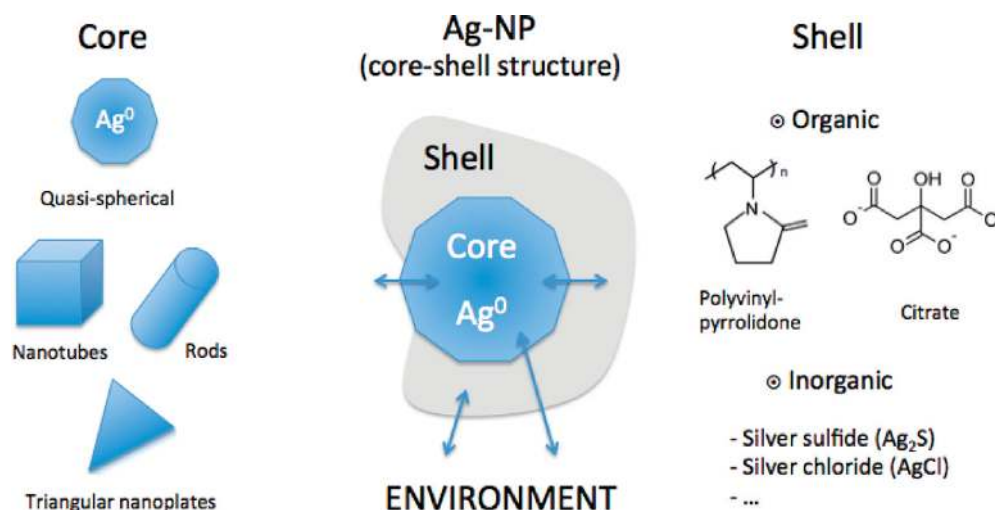 Core
Ag⁰
Quasi-spherical
Nanotubes
Rods
Triangular nanoplates
Ag-NP
(core-shell structure)
Shell
Core
Ag⁰
ENVIRONMENT
Shell
⊙ Organic
n
N
Polyvinyl-
pyrrolidone
O OH O
O⁻ O
O O⁻
Citrate
⊙ Inorganic
- Silver sulfide (Ag₂S)
- Silver chloride (AgCl)
- ...